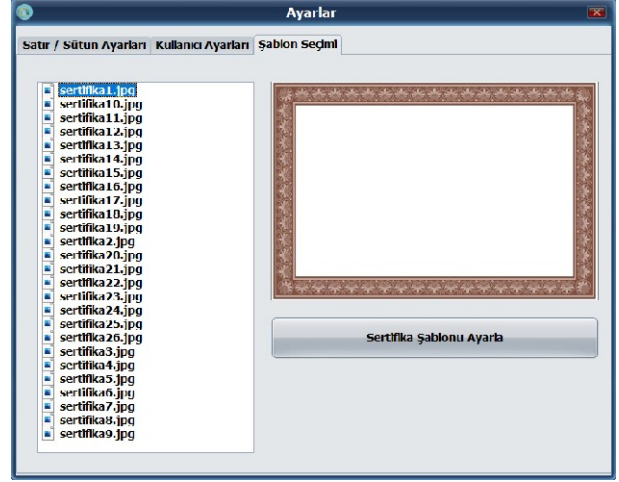 Ayarlar
Satır / Sütun Ayarları Kullanıcı Ayarları Şablon Seçimi
sertifika1.jpg
sertifika10.jpg
sertifika11.jpg
sertifika12.jpg
sertifika13.jpg
sertifika14.jpg
sertifika15.jpg
sertifika16.jpg
sertifika17.jpg
sertifika18.jpg
sertifika19.jpg
sertifika2.jpg
sertifika20.jpg
sertifika21.jpg
sertifika22.jpg
sertifika23.jpg
sertifika24.jpg
sertifika25.jpg
sertifika26.jpg
sertifika3.jpg
sertifika4.jpg
sertifika5.jpg
sertifika6.jpg
sertifika7.jpg
sertifika8.jpg
sertifika9.jpg
Sertifika Şablonu Ayarla